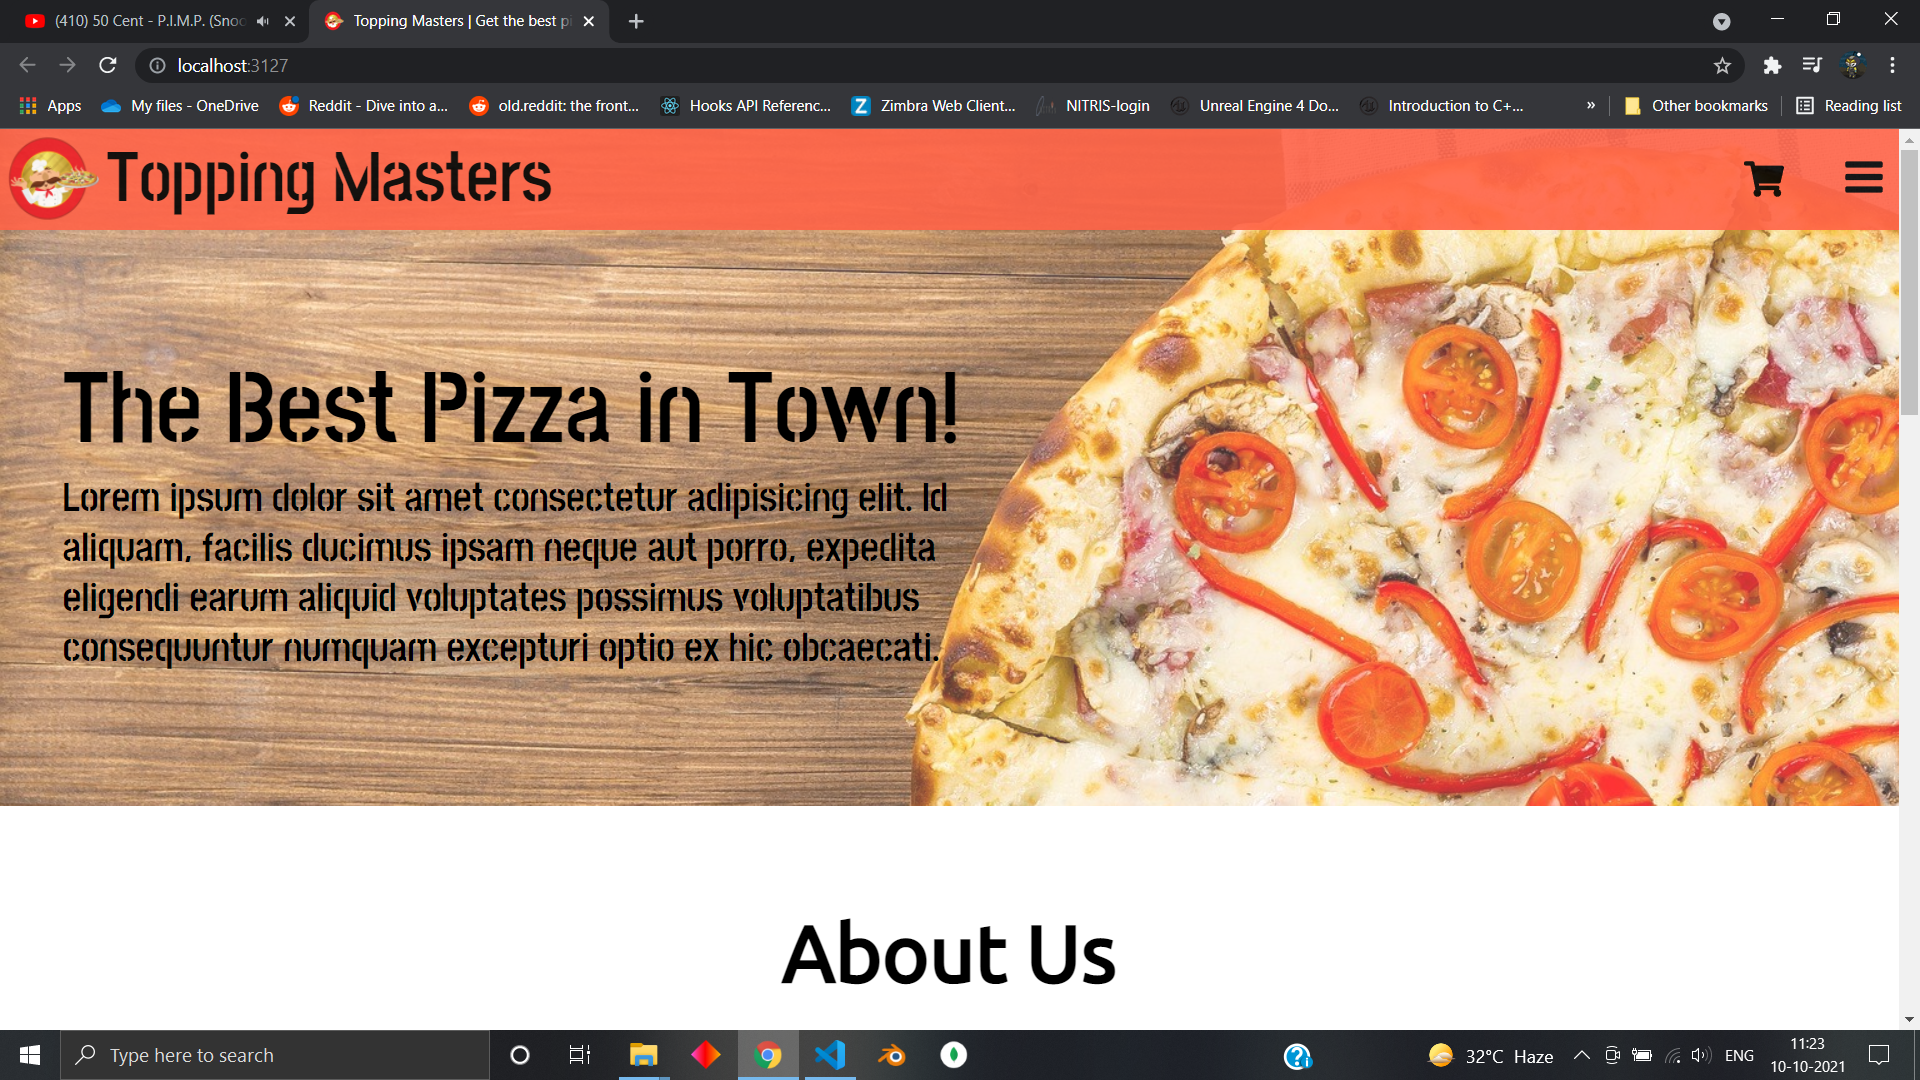 (410) 50 Cent - P.I.M.P. (Snoo
Topping Masters | Get the best pi
localhost:3127
Apps
My files - OneDrive
Reddit - Dive into a...
old.reddit: the front...
Hooks API Referenc...
Zimbra Web Client...
NITRIS-login
Unreal Engine 4 Do...
Introduction to C+...
»
Other bookmarks
Reading list
Topping Masters
The Best Pizza in Town!
Lorem ipsum dolor sit amet consectetur adipisicing elit. Id
aliquam, facilis ducimus ipsam neque aut porro, expedita
eligendi earum aliquid voluptates possimus voluptatibus
consequuntur numquam excepturi optio ex hic obcaecati.
About Us
Type here to search
32°C Haze
ENG
11:23
10-10-2021